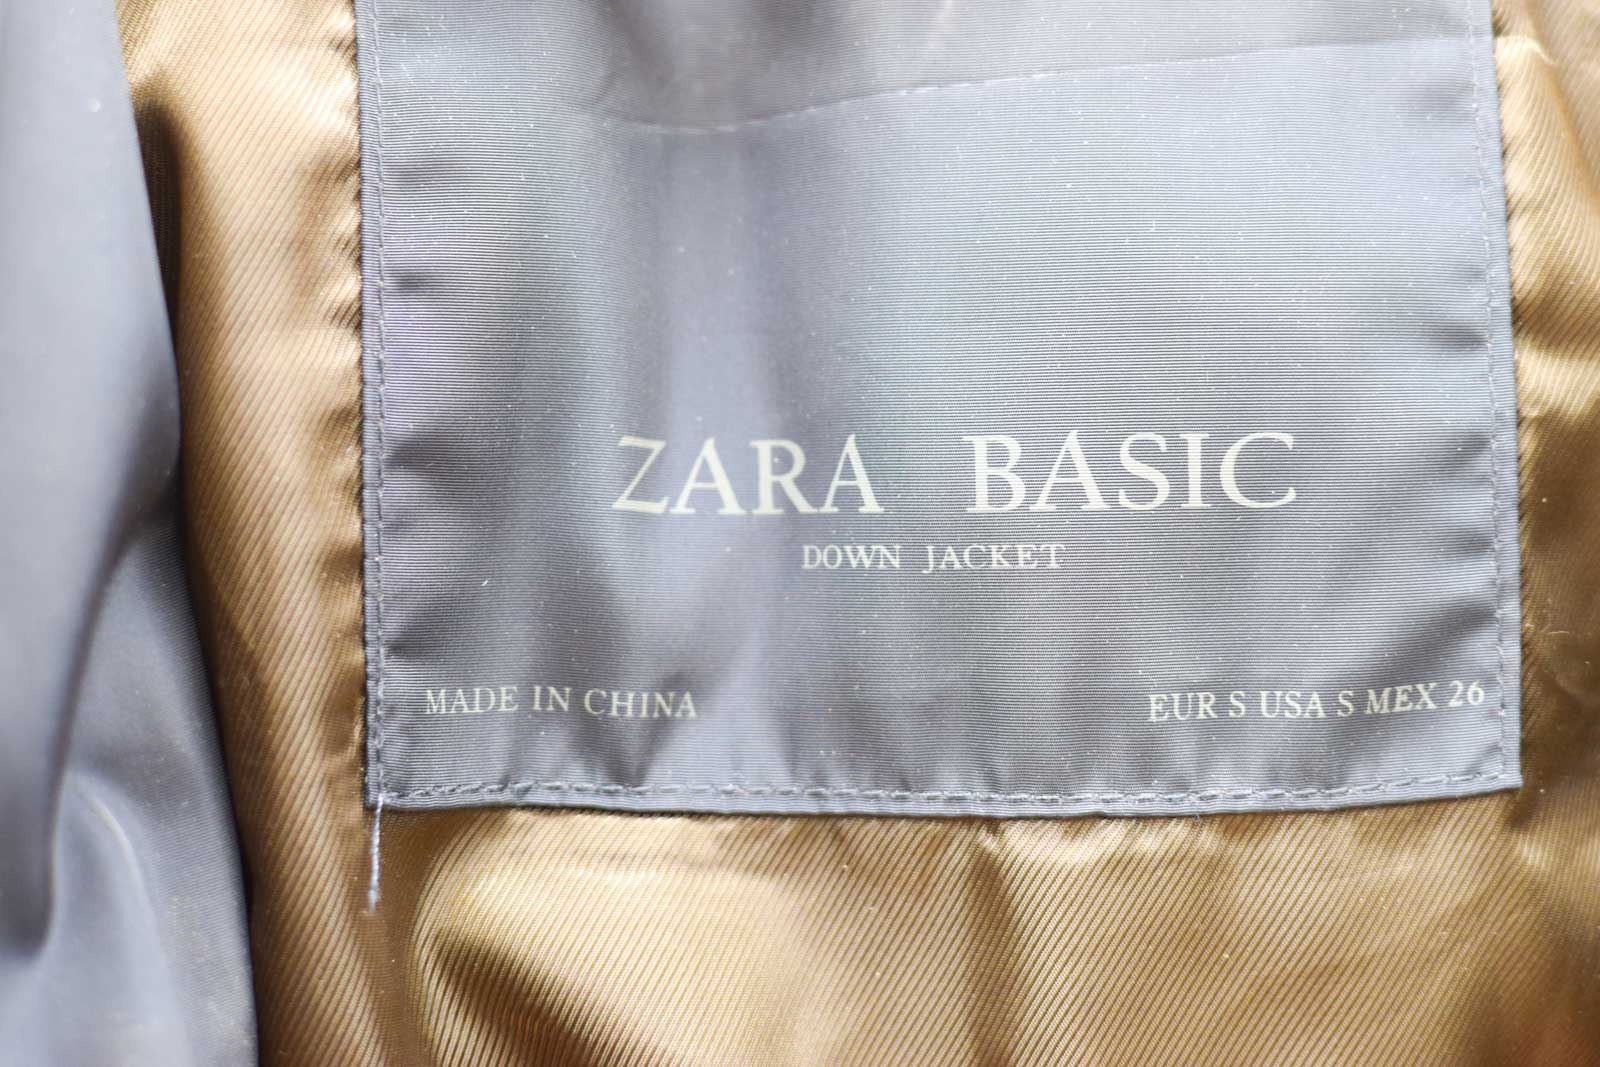 ZARA BASIC
DOWN JACKET
MADE IN CHINA
EUR S USA S MEX 26